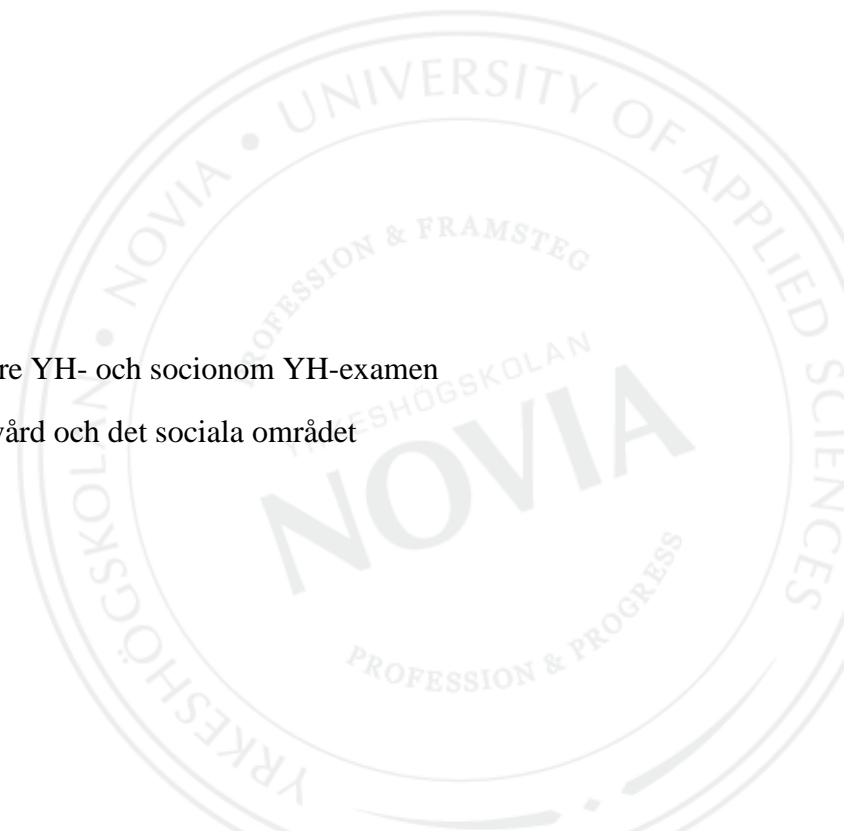 YRKESHÖGSKOLAN • NOVIA • UNIVERSITY OF APPLIED SCIENCES
PROFESSION & FRAMSTEG
re YH- och socionom YH-examen
YRKESHÖGSKOLAN
vård och det sociala området
NOVIA
PROFESSION & PROGRESS